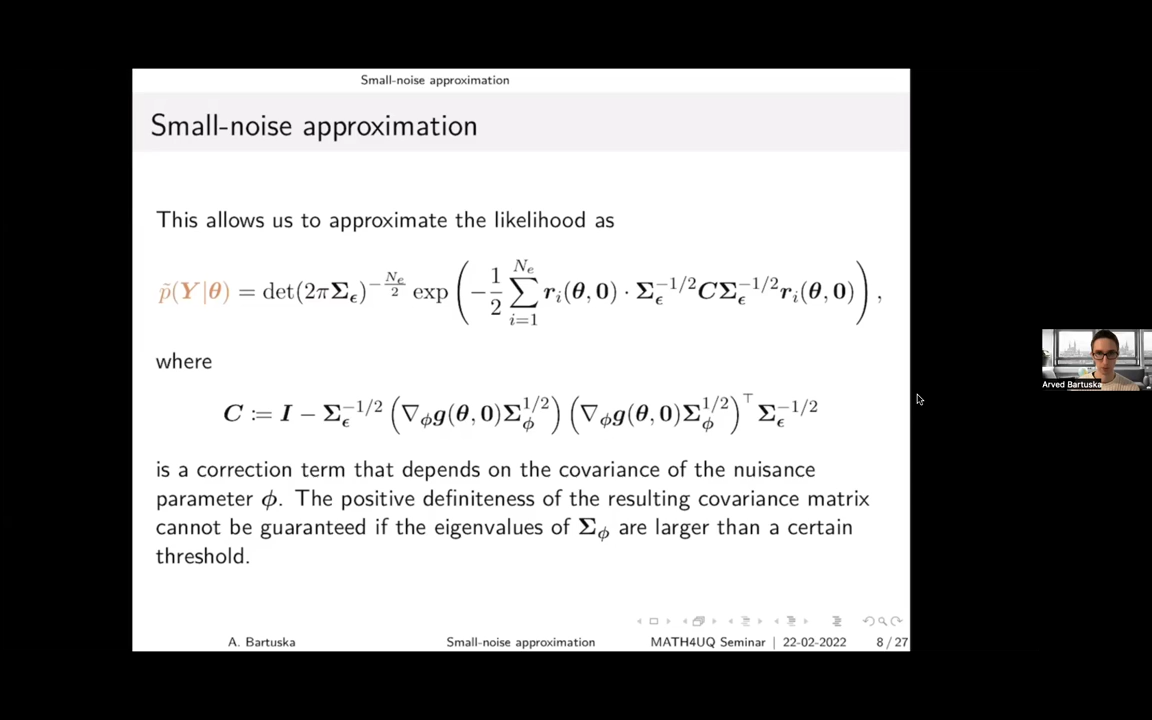 Small-noise approximation
Small-noise approximation
This allows us to approximate the likelihood as
p̃(Y|θ) = det(2πΣ_ϵ)^{−N_e/2} exp(−1/2 ∑_{i=1}^{N_e} r_i(θ, 0) · Σ_ϵ^{−1/2} C Σ_ϵ^{−1/2} r_i(θ, 0)),
where
C := I − Σ_ϵ^{−1/2} (∇_ϕ g(θ, 0)Σ_ϕ^{1/2}) (∇_ϕ g(θ, 0)Σ_ϕ^{1/2})^⊤ Σ_ϵ^{−1/2}
is a correction term that depends on the covariance of the nuisance
parameter ϕ. The positive definiteness of the resulting covariance matrix
cannot be guaranteed if the eigenvalues of Σ_ϕ are larger than a certain
threshold.
A. Bartuska Small-noise approximation MATH4UQ Seminar | 22-02-2022 8 / 27
Arved Bartuska